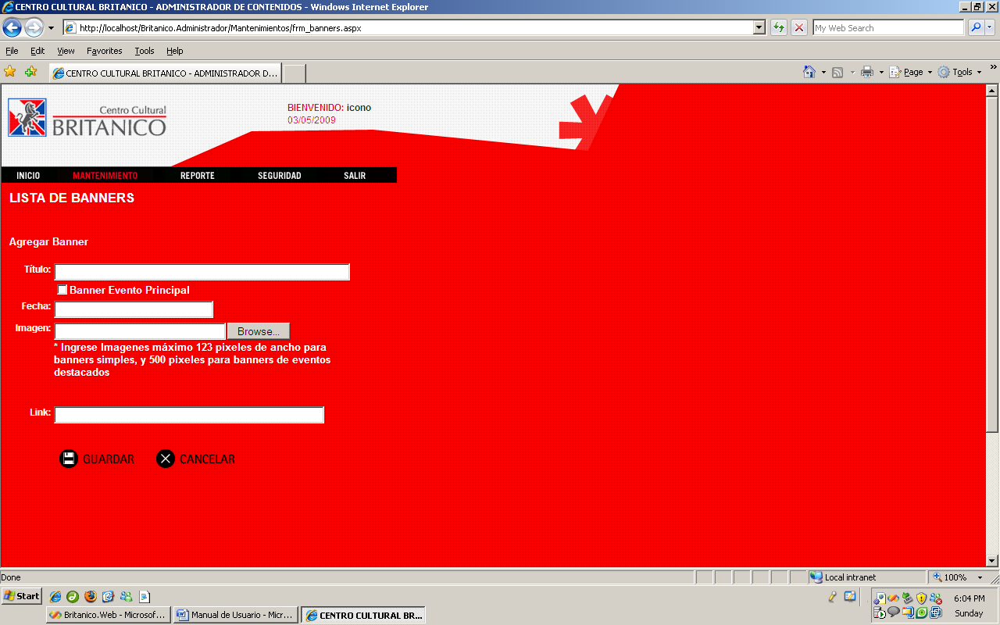 CENTRO CULTURAL BRITANICO - ADMINISTRADOR DE CONTENIDOS - Windows Internet Explorer
http://localhost/Britanico.Administrador/Mantenimientos/frm_banners.aspx
My Web Search
File Edit View Favorites Tools Help
CENTRO CULTURAL BRITANICO - ADMINISTRADOR D...
Page Tools
Centro Cultural
BRITANICO
BIENVENIDO: icono
03/05/2009
INICIO MANTENIMIENTO REPORTE SEGURIDAD SALIR
LISTA DE BANNERS
Agregar Banner
Título:
Banner Evento Principal
Fecha:
Imagen: Browse...
* Ingrese Imagenes máximo 123 pixeles de ancho para
banners simples, y 500 pixeles para banners de eventos
destacados
Link:
GUARDAR CANCELAR
Done Local intranet 100%
Start 6:04 PM
Britanico.Web - Microsof... Manual de Usuario - Micr... CENTRO CULTURAL BR... Sunday